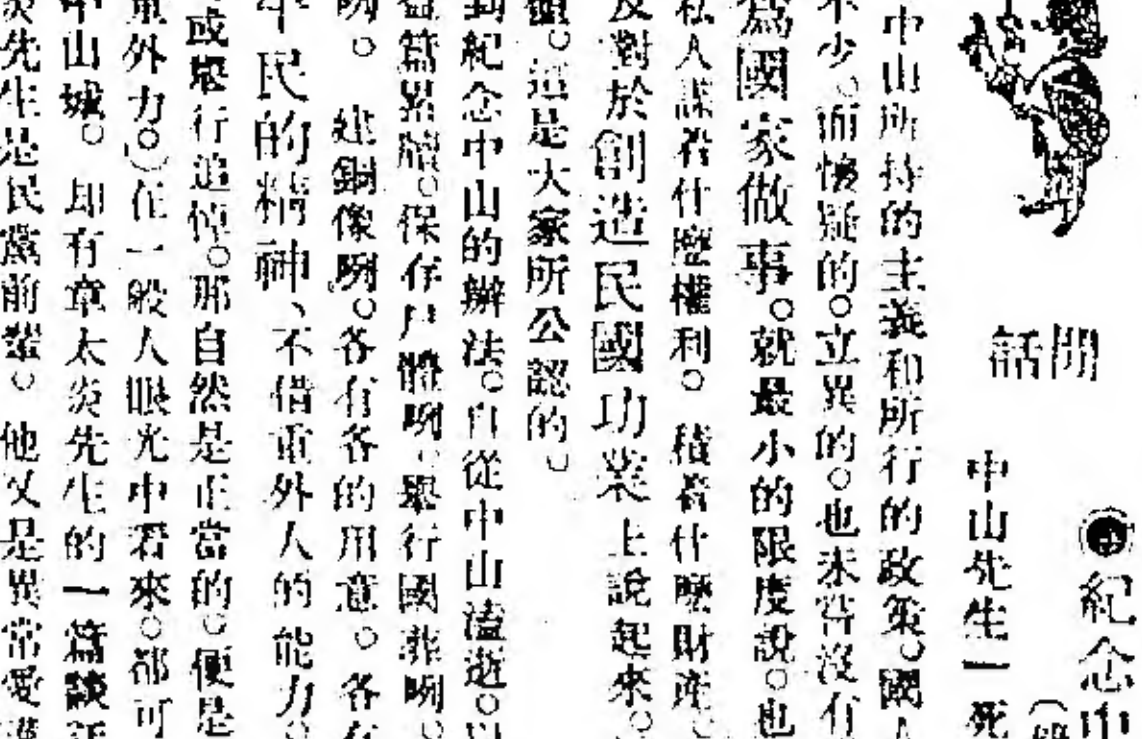 閒話
紀念中
中山先生一死
中山所持的主義和所行的政策。國
不少。而懷疑的。立異的。也未嘗沒有
為國家做事。就最小的限度說。也
私人謀着什麼權利。積着什麼財產。
反對於創造民國功業上說起來。
領。這是大家所公認的。
到紀念中山的辦法。自從中山溘逝。以
篇累牘。保存尸體咧。舉行國葬咧。
咧。建銅像咧。各有各的用意。各有
平民的精神、不借重外人的能力
或舉行追悼。那自然是正當的。便是
重外力。)在一般人眼光中看來。都可
中山城。却有章太炎先生的一篇談話
炎先生是民黨前輩。他又是異常愛護